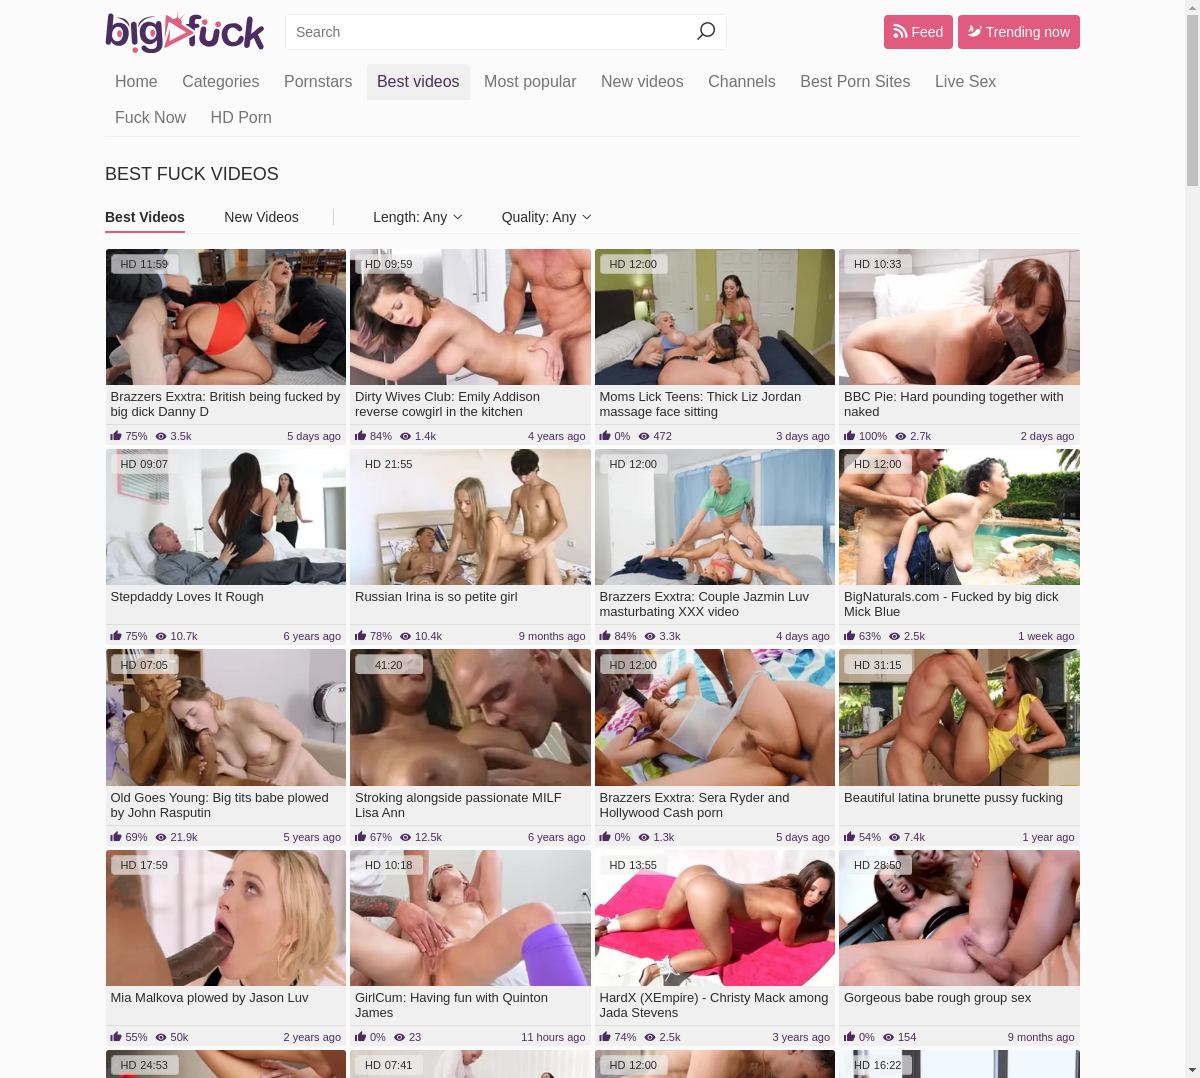 bigfuck
Search
Feed
Trending now
Home Categories Pornstars Best videos Most popular New videos Channels Best Porn Sites Live Sex
Fuck Now HD Porn
BEST FUCK VIDEOS
Best Videos New Videos Length: Any Quality: Any
HD 11:59 HD 09:59 HD 12:00 HD 10:33
Brazzers Exxtra: British being fucked by
big dick Danny D
75% 3.5k 5 days ago
Dirty Wives Club: Emily Addison
reverse cowgirl in the kitchen
84% 1.4k 4 years ago
Moms Lick Teens: Thick Liz Jordan
massage face sitting
0% 472 3 days ago
BBC Pie: Hard pounding together with
naked
100% 2.7k 2 days ago
HD 09:07 HD 21:55 HD 12:00 HD 12:00
Stepdaddy Loves It Rough
75% 10.7k 6 years ago
Russian Irina is so petite girl
78% 10.4k 9 months ago
Brazzers Exxtra: Couple Jazmin Luv
masturbating XXX video
84% 3.3k 4 days ago
BigNaturals.com - Fucked by big dick
Mick Blue
63% 2.5k 1 week ago
HD 07:05 41:20 HD 12:00 HD 31:15
Old Goes Young: Big tits babe plowed
by John Rasputin
69% 21.9k 5 years ago
Stroking alongside passionate MILF
Lisa Ann
67% 12.5k 6 years ago
Brazzers Exxtra: Sera Ryder and
Hollywood Cash porn
0% 1.3k 5 days ago
Beautiful latina brunette pussy fucking
54% 7.4k 1 year ago
HD 17:59 HD 10:18 HD 13:55 HD 28:50
Mia Malkova plowed by Jason Luv
55% 50k 2 years ago
GirlCum: Having fun with Quinton
James
0% 23 11 hours ago
HardX (XEmpire) - Christy Mack among
Jada Stevens
74% 2.5k 3 years ago
Gorgeous babe rough group sex
0% 154 9 months ago
HD 24:53 HD 07:41 HD 12:00 HD 16:22